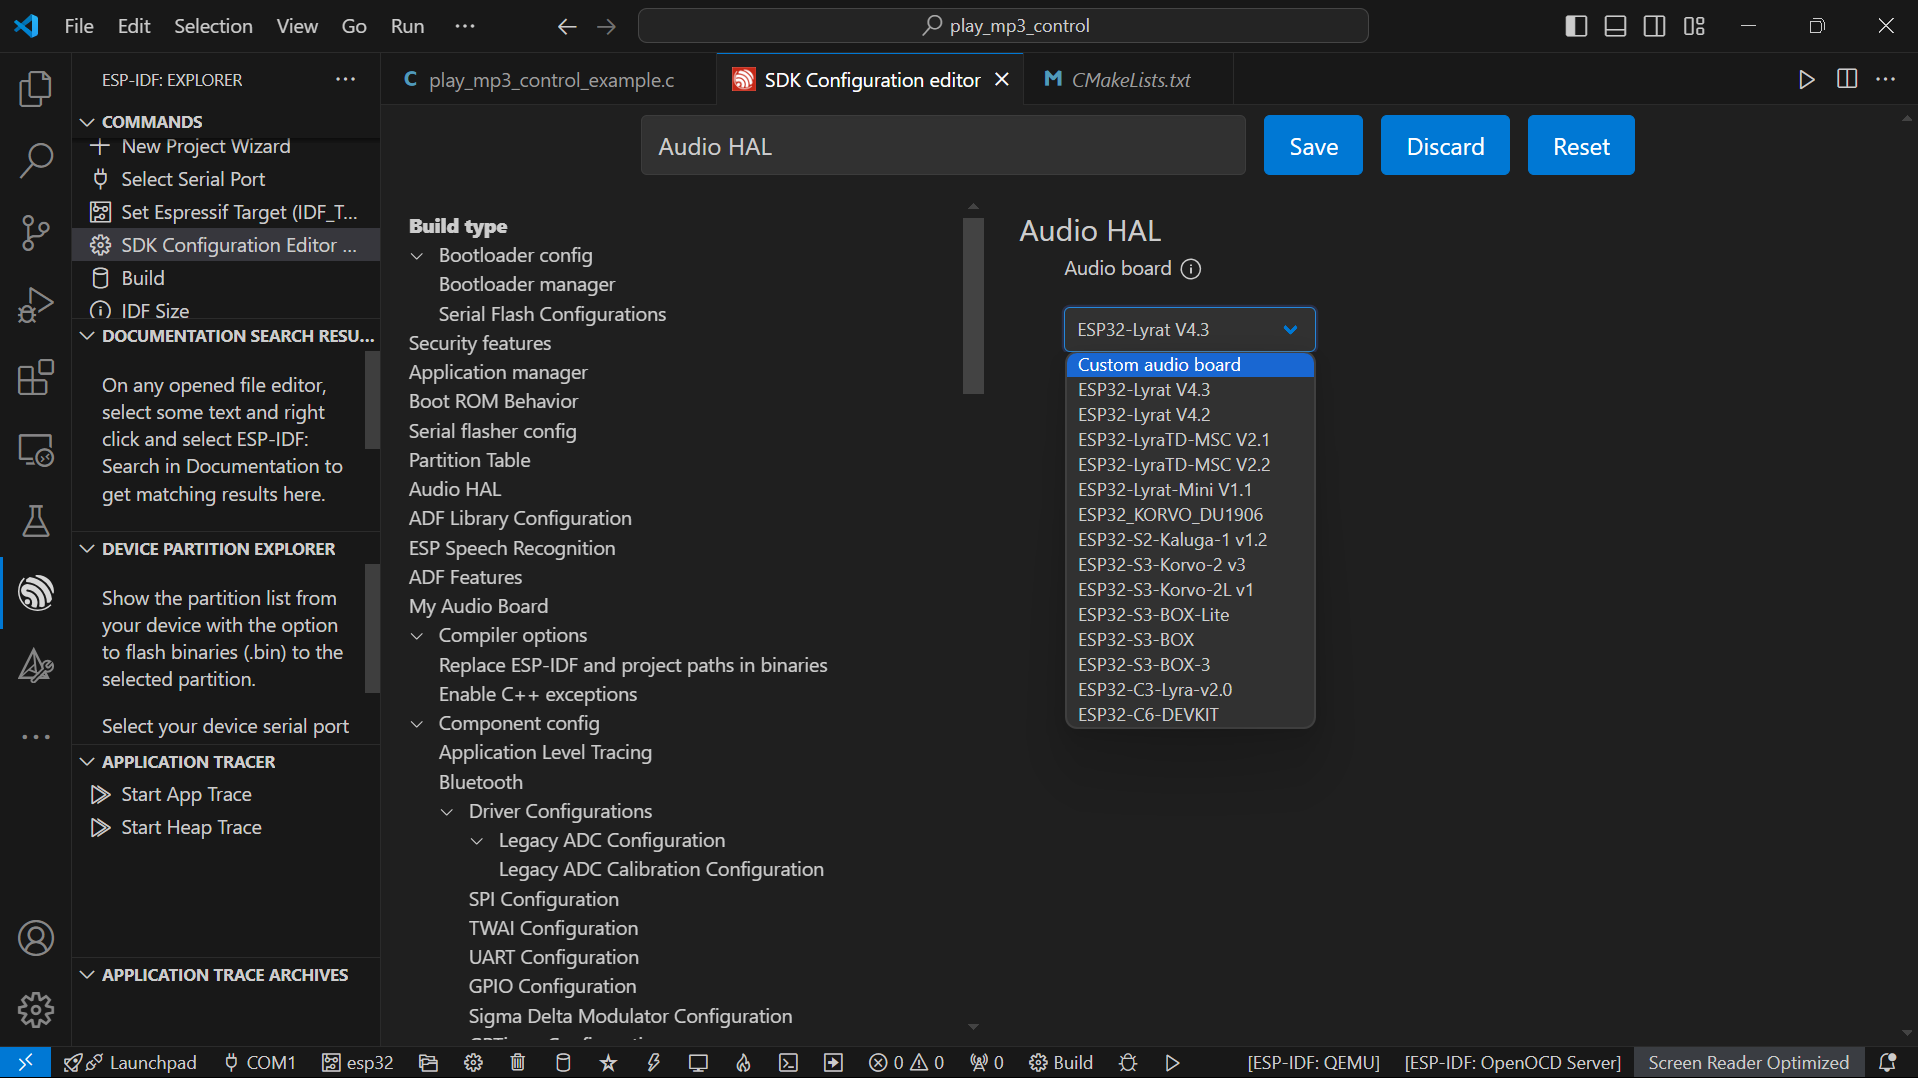 File Edit Selection View Go Run ···
play_mp3_control
ESP-IDF: EXPLORER
COMMANDS
New Project Wizard
Select Serial Port
Set Espressif Target (IDF_T...
SDK Configuration Editor ...
Build
IDF Size
DOCUMENTATION SEARCH RESU...
On any opened file editor,
select some text and right
click and select ESP-IDF:
Search in Documentation to
get matching results here.
DEVICE PARTITION EXPLORER
Show the partition list from
your device with the option
to flash binaries (.bin) to the
selected partition.
Select your device serial port
APPLICATION TRACER
Start App Trace
Start Heap Trace
APPLICATION TRACE ARCHIVES
C play_mp3_control_example.c
SDK Configuration editor
M CMakeLists.txt
Audio HAL
Save
Discard
Reset
Build type
Bootloader config
Bootloader manager
Serial Flash Configurations
Security features
Application manager
Boot ROM Behavior
Serial flasher config
Partition Table
Audio HAL
ADF Library Configuration
ESP Speech Recognition
ADF Features
My Audio Board
Compiler options
Replace ESP-IDF and project paths in binaries
Enable C++ exceptions
Component config
Application Level Tracing
Bluetooth
Driver Configurations
Legacy ADC Configuration
Legacy ADC Calibration Configuration
SPI Configuration
TWAI Configuration
UART Configuration
GPIO Configuration
Sigma Delta Modulator Configuration
Audio HAL
Audio board
ESP32-Lyrat V4.3
Custom audio board
ESP32-Lyrat V4.3
ESP32-Lyrat V4.2
ESP32-LyraTD-MSC V2.1
ESP32-LyraTD-MSC V2.2
ESP32-Lyrat-Mini V1.1
ESP32_KORVO_DU1906
ESP32-S2-Kaluga-1 v1.2
ESP32-S3-Korvo-2 v3
ESP32-S3-Korvo-2L v1
ESP32-S3-BOX-Lite
ESP32-S3-BOX
ESP32-S3-BOX-3
ESP32-C3-Lyra-v2.0
ESP32-C6-DEVKIT
Launchpad COM1 esp32 0 0 0 Build [ESP-IDF: QEMU] [ESP-IDF: OpenOCD Server] Screen Reader Optimized